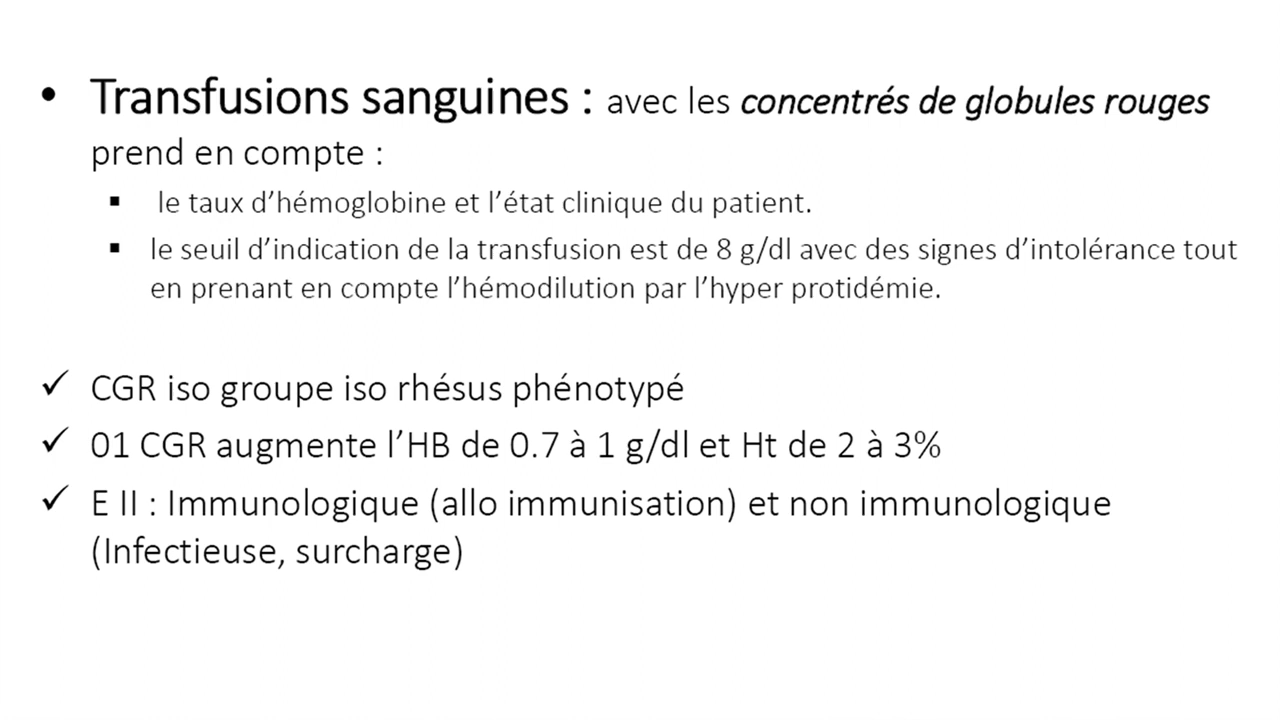 • Transfusions sanguines : avec les concentrés de globules rouges
prend en compte :
▪ le taux d’hémoglobine et l’état clinique du patient.
▪ le seuil d’indication de la transfusion est de 8 g/dl avec des signes d’intolérance tout
en prenant en compte l’hémodilution par l’hyper protidémie.
✓ CGR iso groupe iso rhésus phénotypé
✓ 01 CGR augmente l’HB de 0.7 à 1 g/dl et Ht de 2 à 3%
✓ E II : Immunologique (allo immunisation) et non immunologique
(Infectieuse, surcharge)